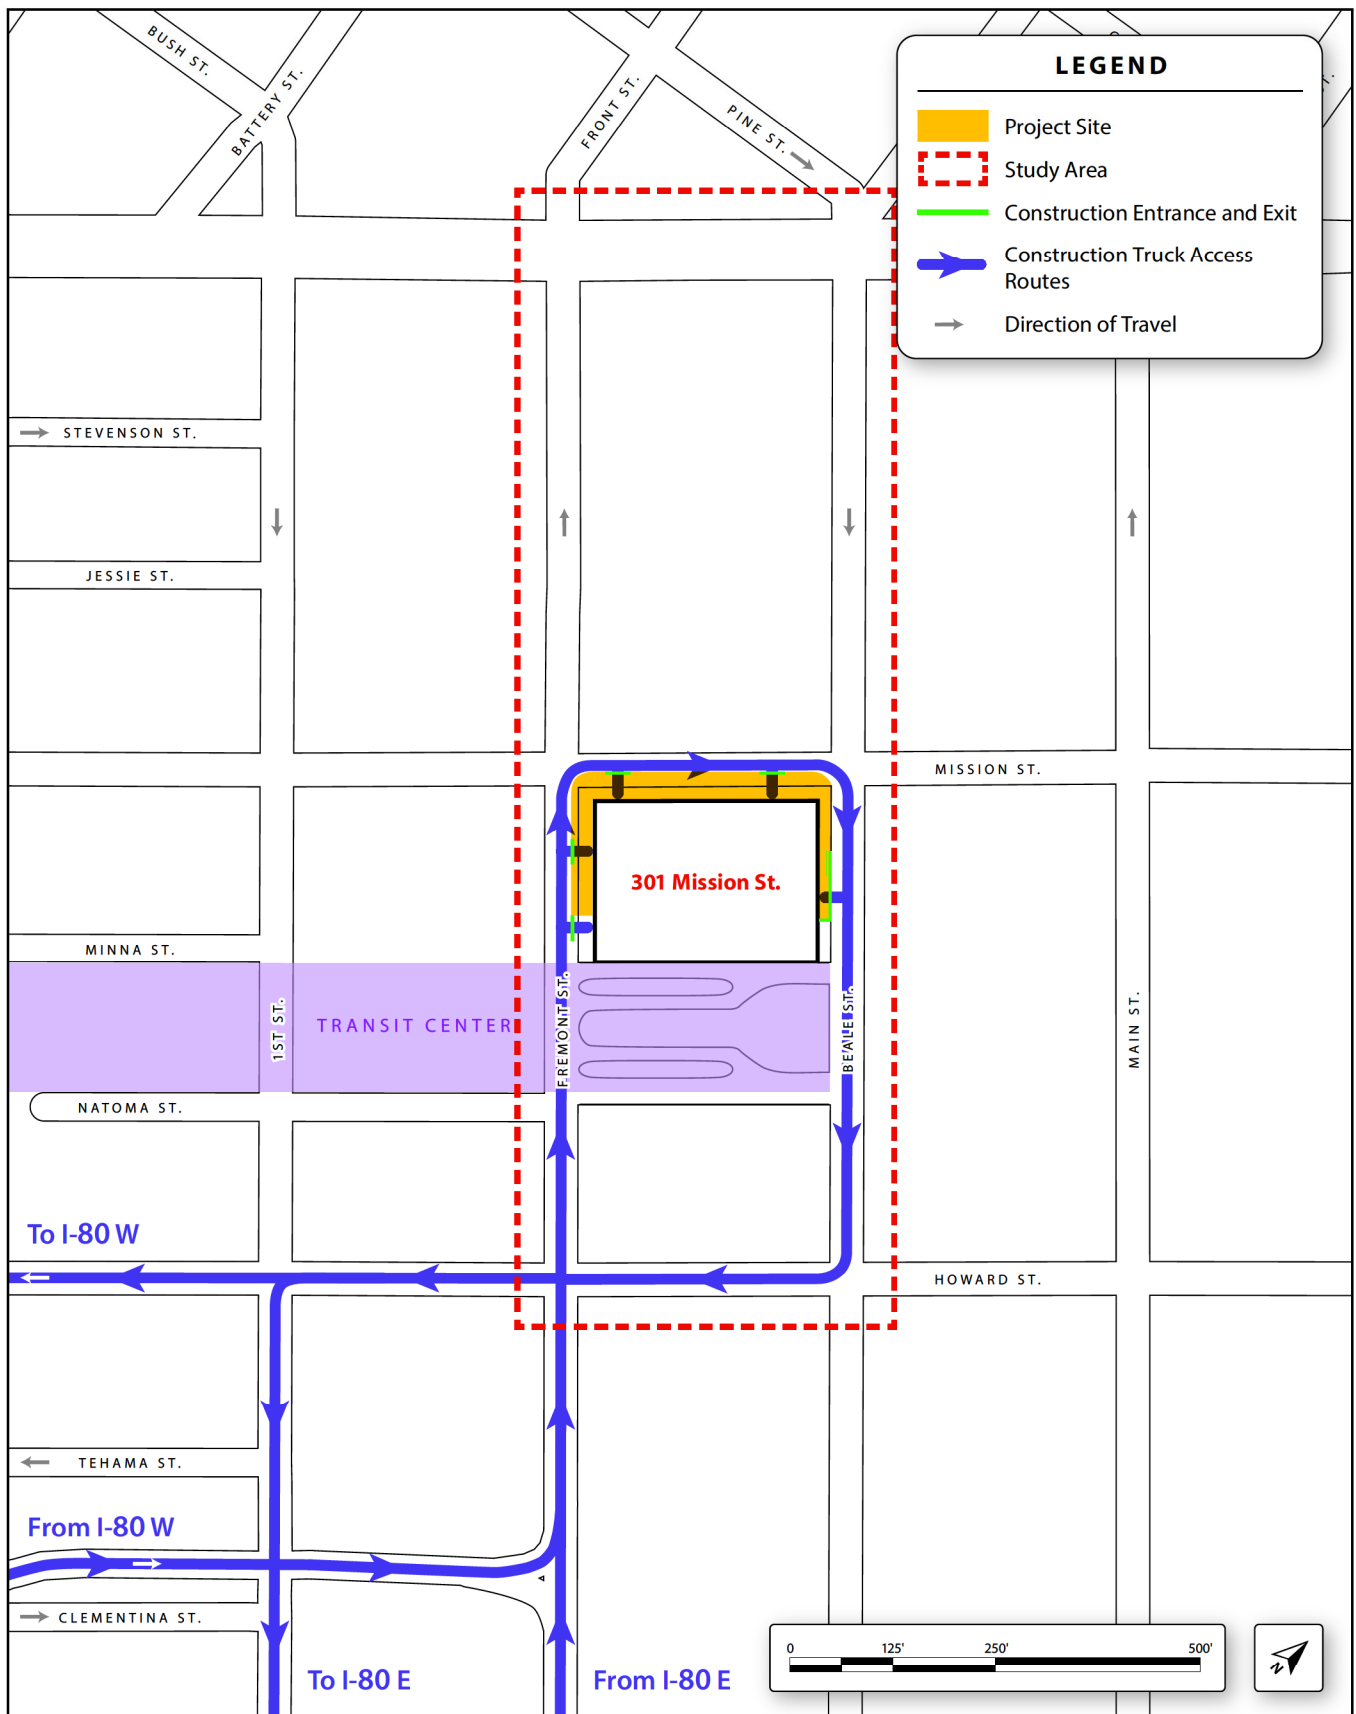 BUSH ST.
BATTERY ST.
FRONT ST.
PINE ST.
LEGEND
Project Site
Study Area
Construction Entrance and Exit
Construction Truck Access
Routes
Direction of Travel
STEVENSON ST.
JESSIE ST.
MISSION ST.
301 Mission St.
MINNA ST.
1ST ST.
TRANSIT CENTER
FREMONT ST.
BEALE ST.
MAIN ST.
NATOMA ST.
To I-80 W
HOWARD ST.
TEHAMA ST.
From I-80 W
CLEMENTINA ST.
To I-80 E
From I-80 E
0 125' 250' 500'
N